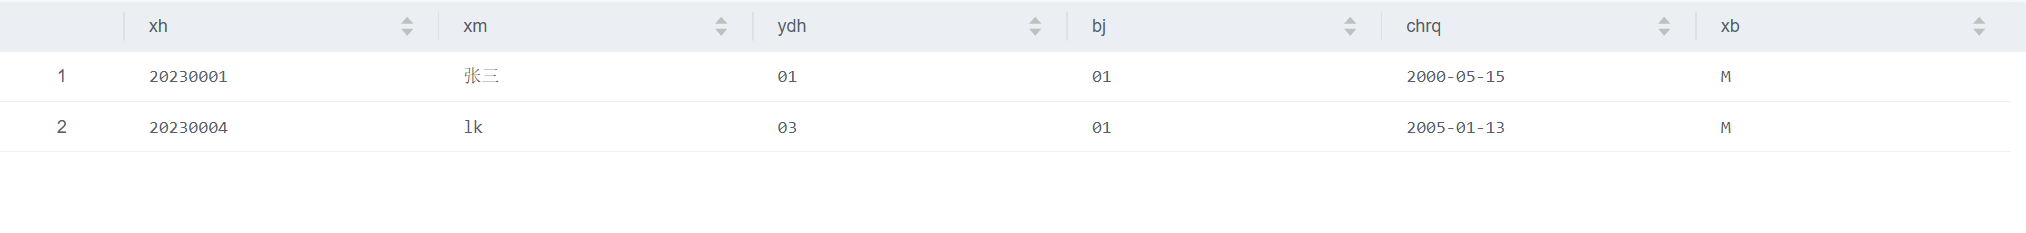 xh xm ydh bj chrq xb
1 20230001 张三 01 01 2000-05-15 M
2 20230004 lk 03 01 2005-01-13 M